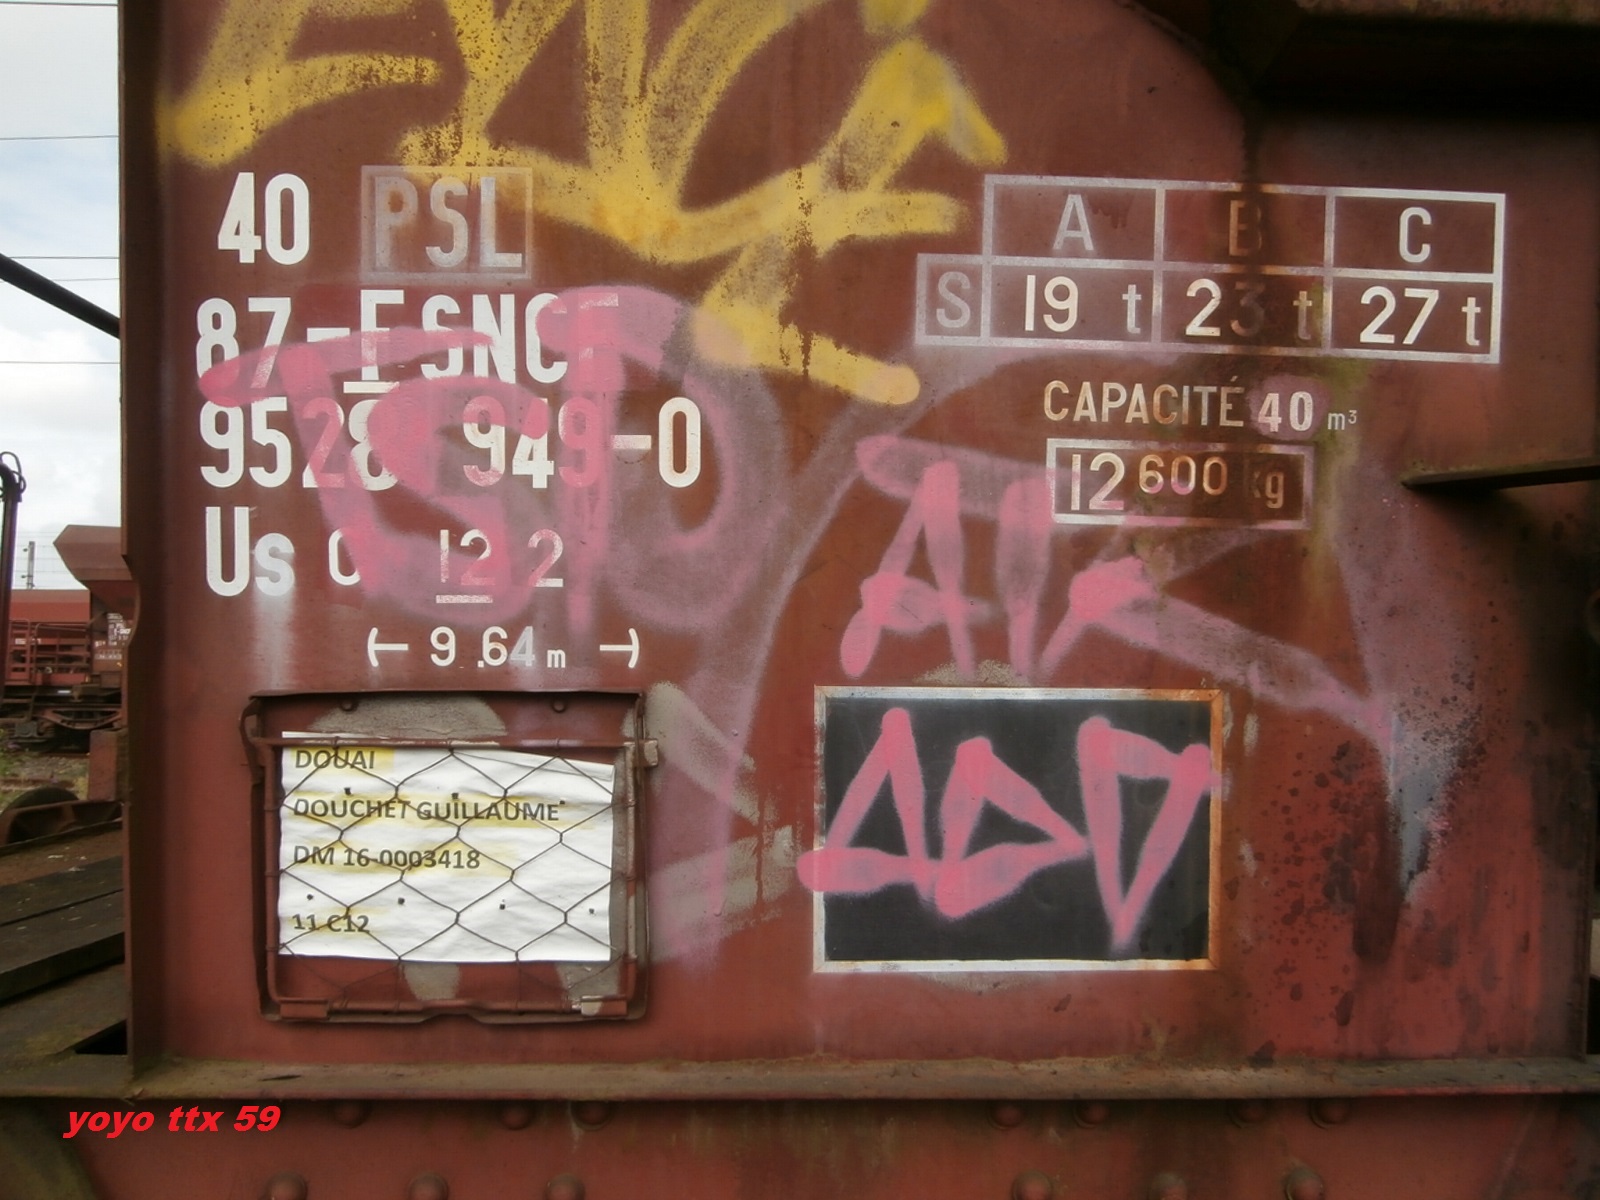 40 PSL
87-F SNCF
9528 949-0
Us 0 12 2
(← 9.64 m →)
A B C
S 19 t 23 t 27 t
CAPACITÉ 40 m³
12 600 kg
DOUAI
DOUCHET GUILLAUME
DM 16-0003418
11 C12
yoyo ttx 59